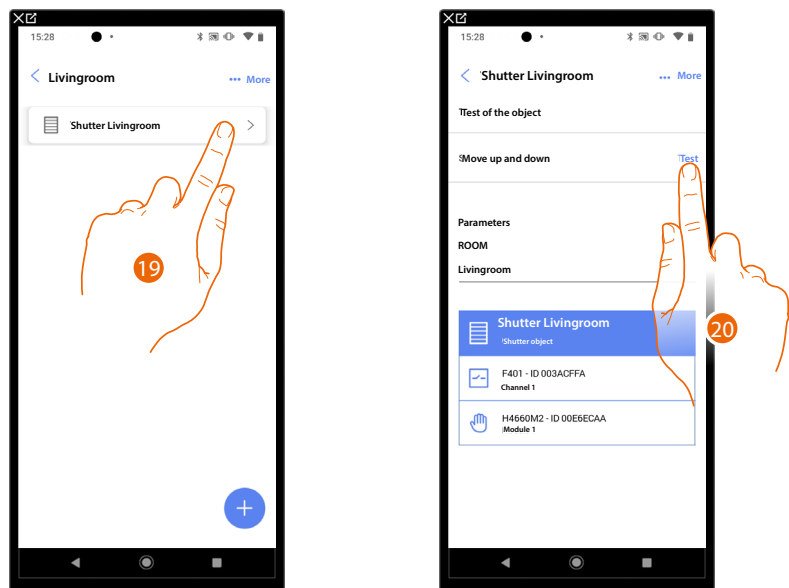 15:28
Livingroom
••• More
Shutter Livingroom
19
15:28
Shutter Livingroom
••• More
Test of the object
Move up and down
Test
Parameters
ROOM
Livingroom
Shutter Livingroom
Shutter object
F401 - ID 003ACFFA
Channel 1
H4660M2 - ID 00E6ECAA
Module 1
20